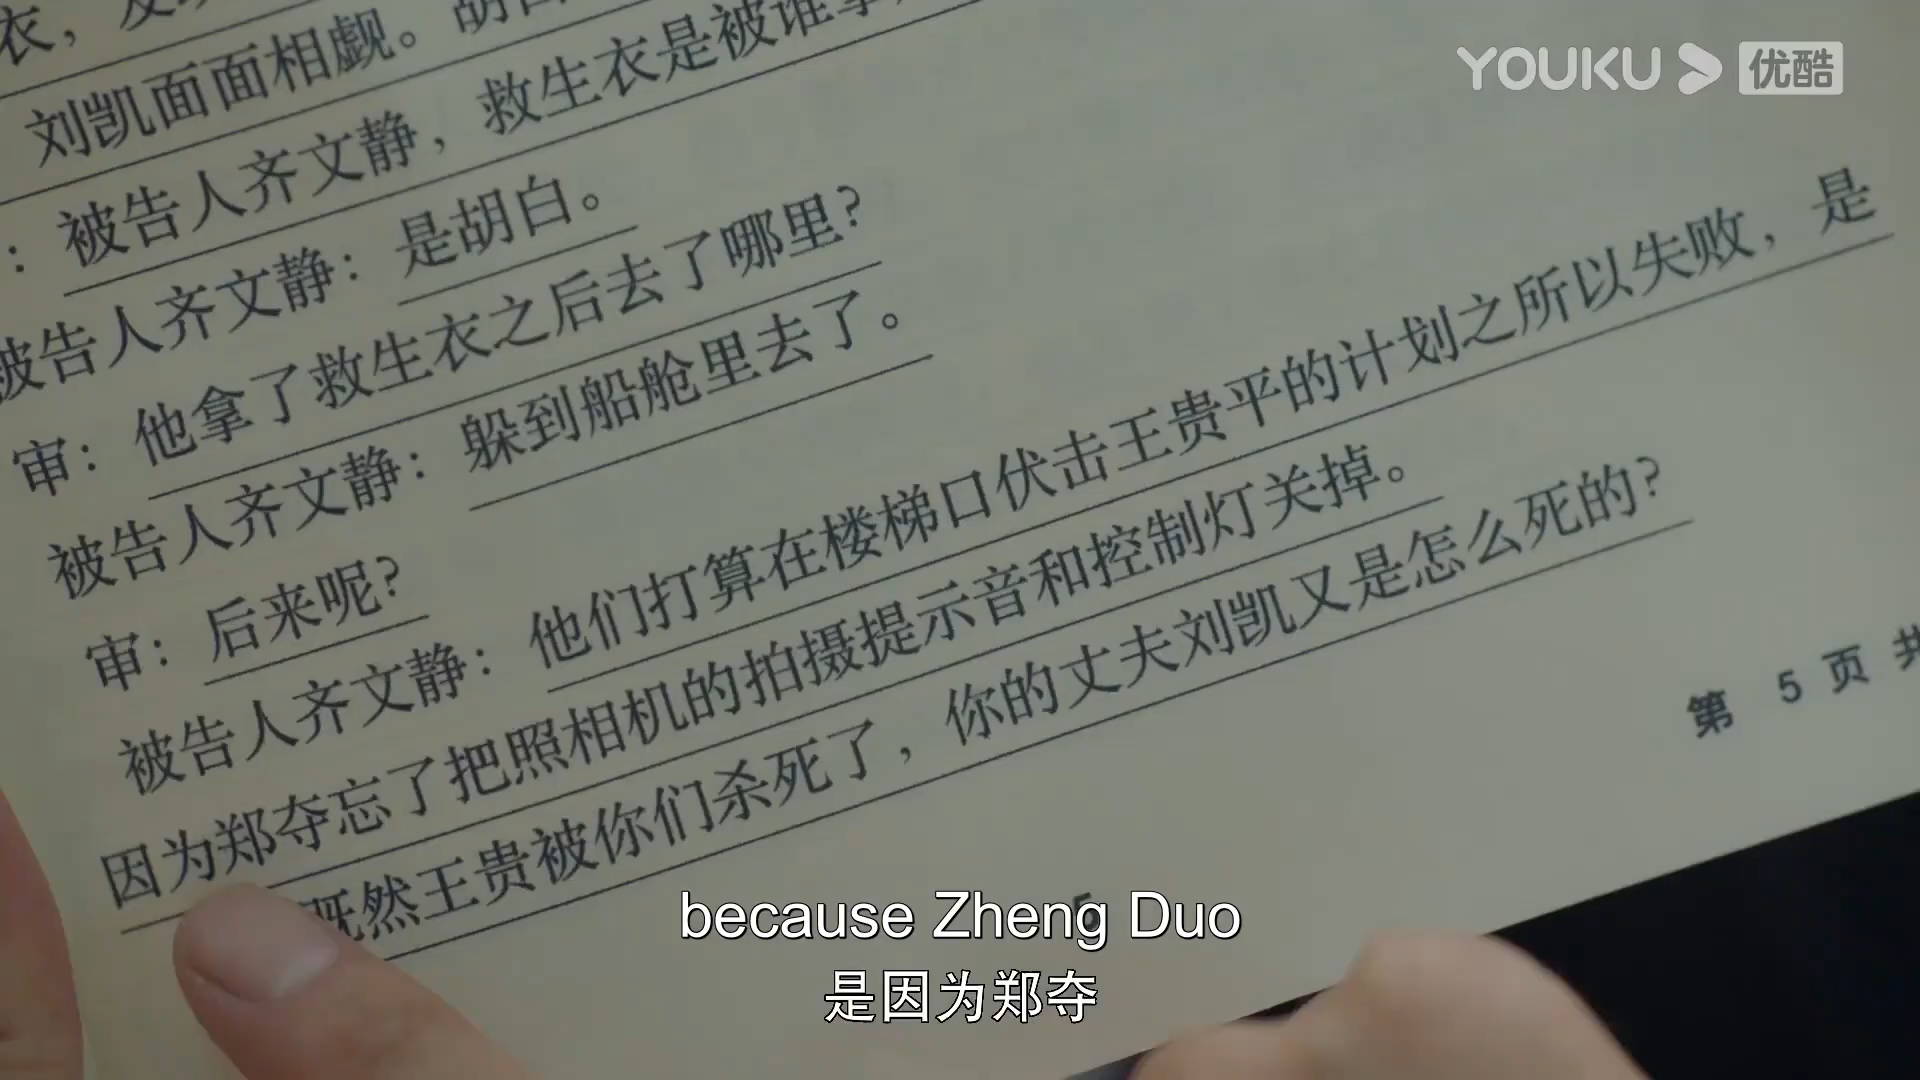 YOUKU 优酷
衣，
刘凯面面相觑。胡
：被告人齐文静，救生衣是被谁拿
被告人齐文静：是胡白。
审：他拿了救生衣之后去了哪里？
被告人齐文静：躲到船舱里去了。
审：后来呢？
被告人齐文静：他们打算在楼梯口伏击王贵平的计划之所以失败，是
因为郑夺忘了把照相机的拍摄提示音和控制灯关掉。
既然王贵被你们杀死了，你的丈夫刘凯又是怎么死的？
第 5 页 共
5
because Zheng Duo
是因为郑夺